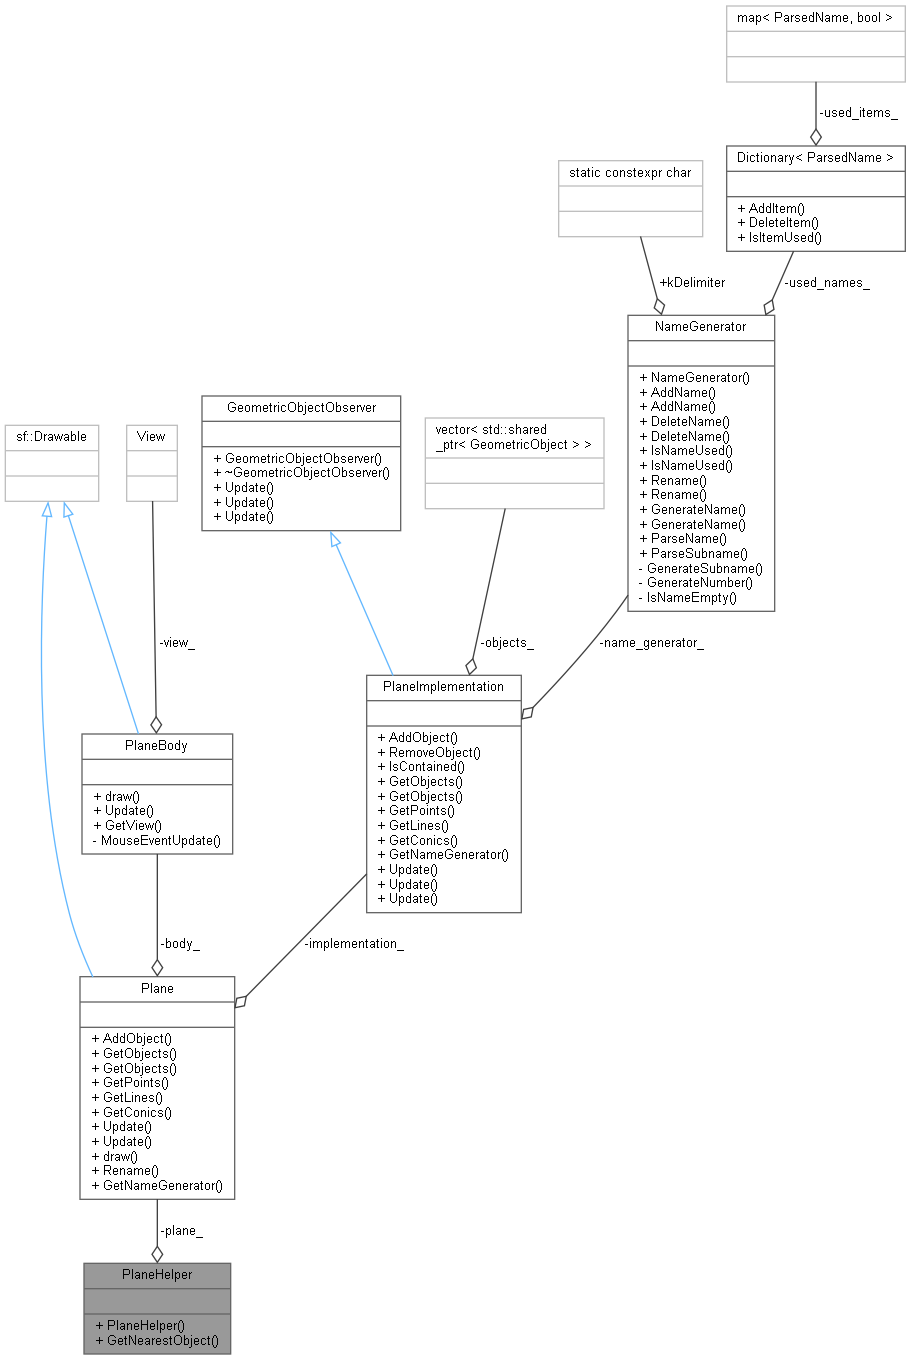 map< ParsedName, bool >
-used_items_
Dictionary< ParsedName >
+ AddItem()
+ DeleteItem()
+ IsItemUsed()
static constexpr char
+kDelimiter
-used_names_
NameGenerator
+ NameGenerator()
+ AddName()
+ AddName()
+ DeleteName()
+ DeleteName()
+ IsNameUsed()
+ IsNameUsed()
+ Rename()
+ Rename()
+ GenerateName()
+ GenerateName()
+ ParseName()
+ ParseSubname()
- GenerateSubname()
- GenerateNumber()
- IsNameEmpty()
GeometricObjectObserver
+ GeometricObjectObserver()
+ ~GeometricObjectObserver()
+ Update()
+ Update()
+ Update()
vector< std::shared
_ptr< GeometricObject > >
sf::Drawable
View
-view_
-objects_
-name_generator_
PlaneImplementation
+ AddObject()
+ RemoveObject()
+ IsContained()
+ GetObjects()
+ GetObjects()
+ GetPoints()
+ GetLines()
+ GetConics()
+ GetNameGenerator()
+ Update()
+ Update()
+ Update()
PlaneBody
+ draw()
+ Update()
+ GetView()
- MouseEventUpdate()
-body_
-implementation_
Plane
+ AddObject()
+ GetObjects()
+ GetObjects()
+ GetPoints()
+ GetLines()
+ GetConics()
+ Update()
+ Update()
+ draw()
+ Rename()
+ GetNameGenerator()
-plane_
PlaneHelper
+ PlaneHelper()
+ GetNearestObject()